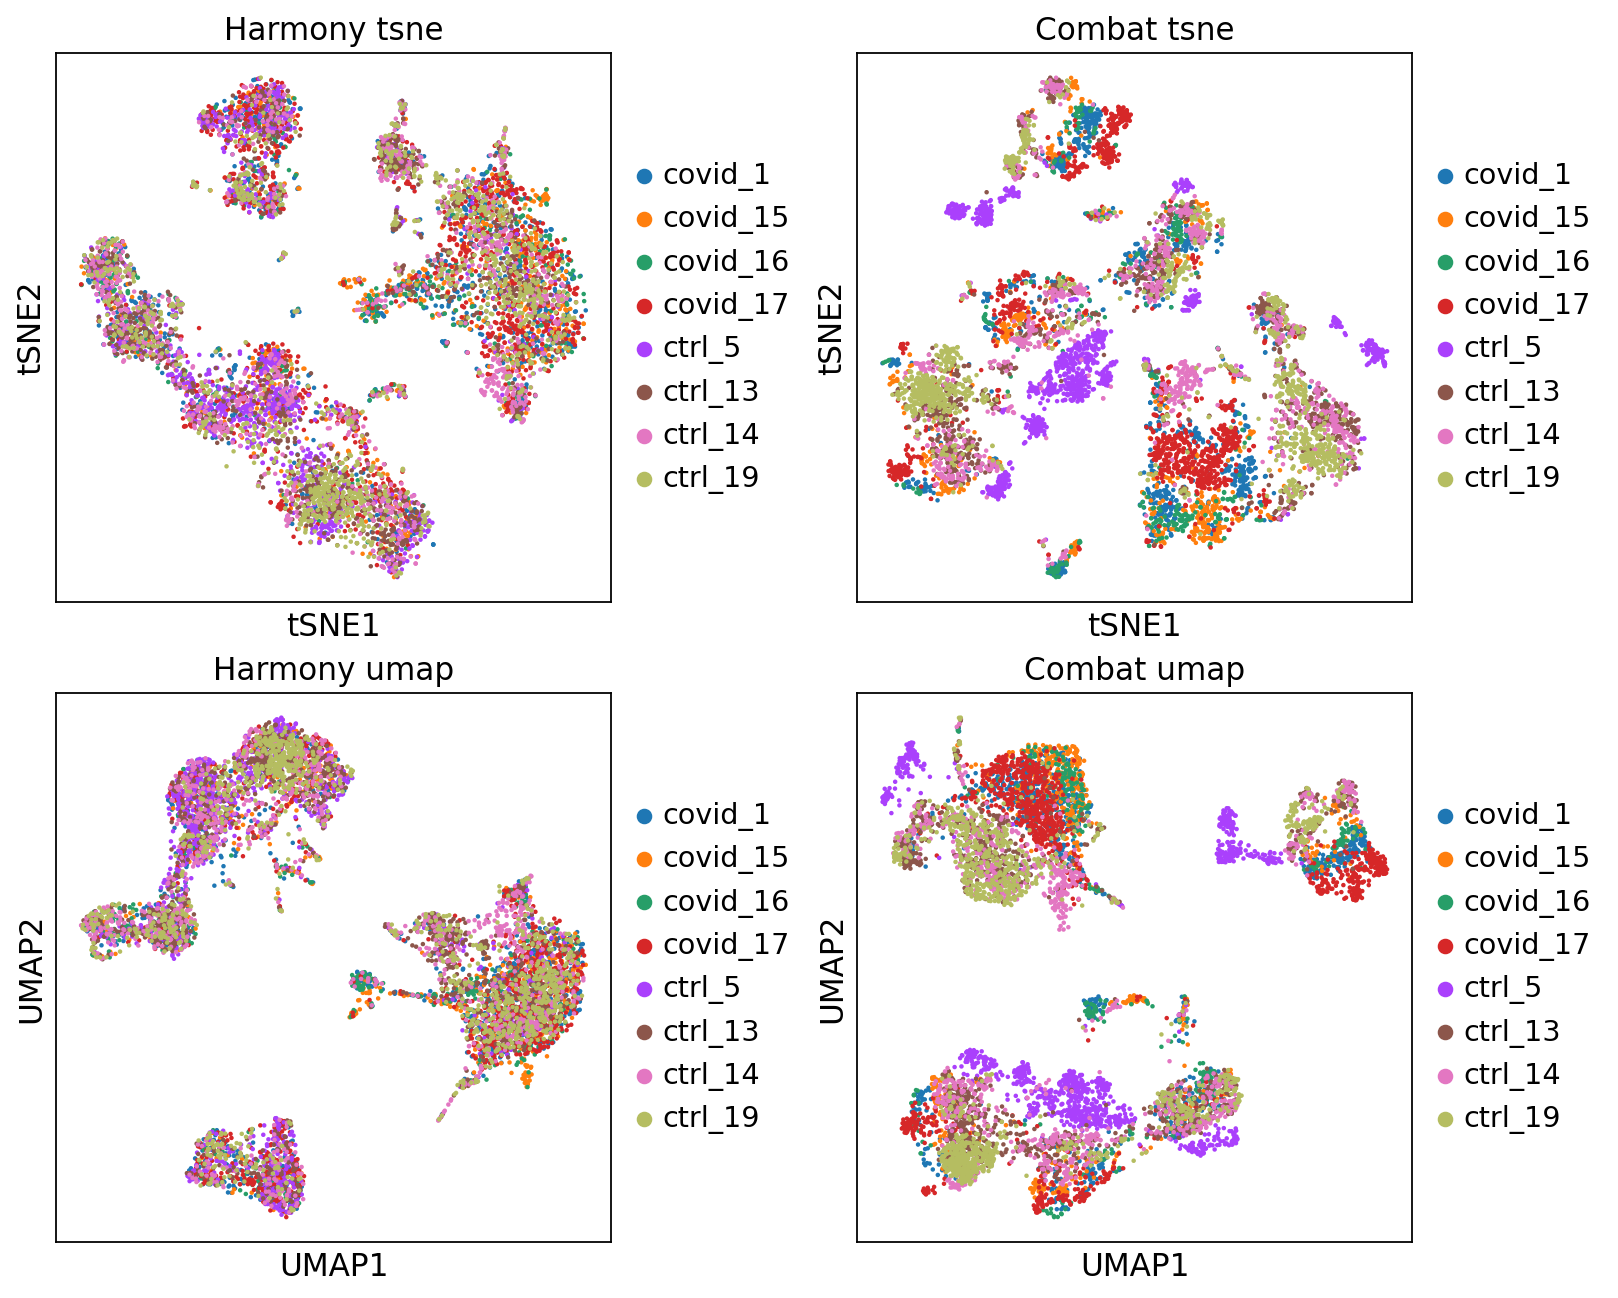 Harmony tsne
tSNE2
tSNE1
covid_1
covid_15
covid_16
covid_17
ctrl_5
ctrl_13
ctrl_14
ctrl_19
Combat tsne
tSNE2
tSNE1
covid_1
covid_15
covid_16
covid_17
ctrl_5
ctrl_13
ctrl_14
ctrl_19
Harmony umap
UMAP2
UMAP1
covid_1
covid_15
covid_16
covid_17
ctrl_5
ctrl_13
ctrl_14
ctrl_19
Combat umap
UMAP2
UMAP1
covid_1
covid_15
covid_16
covid_17
ctrl_5
ctrl_13
ctrl_14
ctrl_19